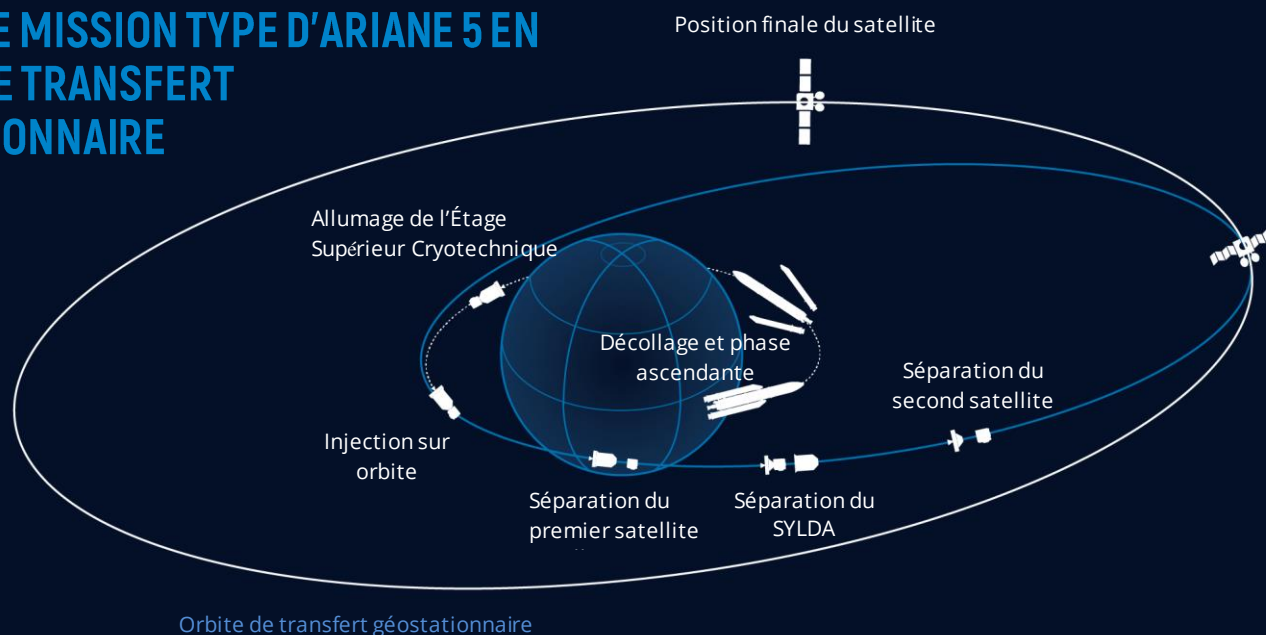 E MISSION TYPE D'ARIANE 5 EN
E TRANSFERT
ONNAIRE
Position finale du satellite
Allumage de l'Étage
Supérieur Cryotechnique
Décollage et phase
ascendante
Séparation du
second satellite
Injection sur
orbite
Séparation du
premier satellite
Séparation du
SYLDA
Orbite de transfert géostationnaire